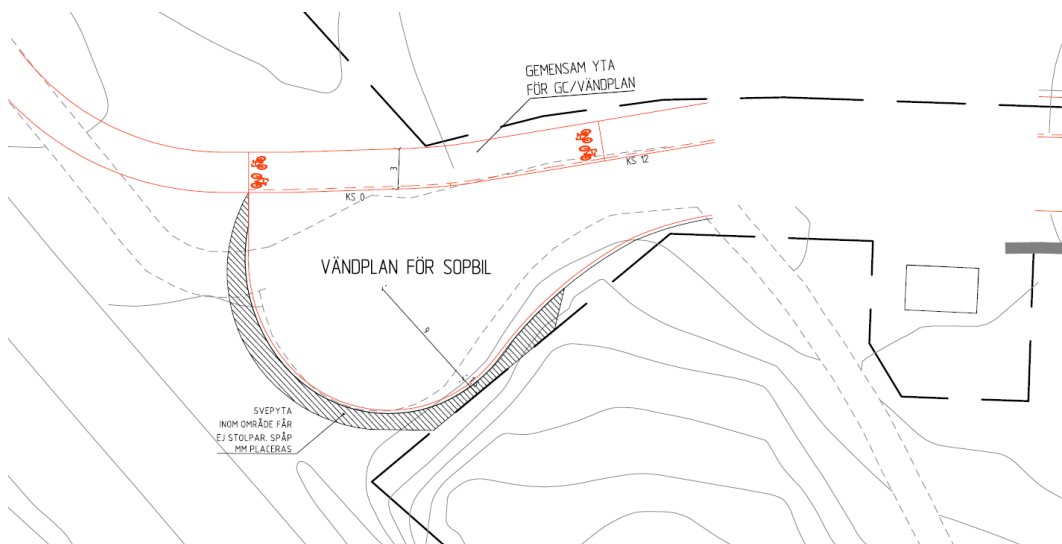 GEMENSAM YTA
FÖR GC/VÄNDPLAN
KS 12
3
KS 0
VÄNDPLAN FÖR SOPBIL
9
SVEPYTA
INOM OMRÅDE FÅR
EJ STOLPAR, SPÅP
MM PLACERAS